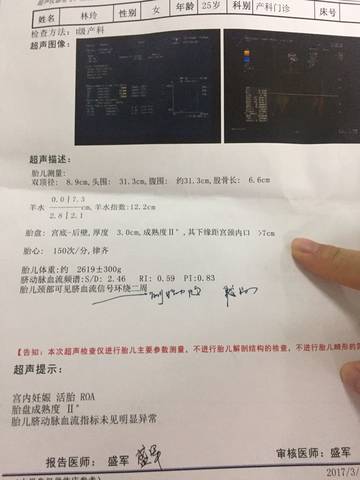 姓名 林玲 性别 女 年龄 25岁 科别 产科门诊 床号
检查方法：Ⅰ级产科
超声图像：
超声描述：
胎儿测量：
双顶径： 8.9cm,头围： 31.3cm,腹围： 约31.3cm,股骨长： 6.6cm
0.0 | 7.3
羊水 cm,羊水指数:12.2cm
2.8 | 2.1
胎盘：宫底-后壁,厚度 3.0cm,成熟度Ⅱ°,其下缘距宫颈内口 >7cm
胎心： 150次/分,律齐
胎儿体重:约 2619±300g
脐动脉血流频谱:S/D: 2.46 RI: 0.59 PI:0.83
胎儿颈部可见脐血流信号环绕二周
【告知：本次超声检查仅进行胎儿主要参数测量，不进行胎儿解剖结构的检查，不进行胎儿畸形的
超声提示：
宫内妊娠 活胎 ROA
胎盘成熟度 Ⅱ°
胎儿脐动脉血流指标未见明显异常
报告医师： 盛军 盛军 审核医师： 盛军
2017/3/